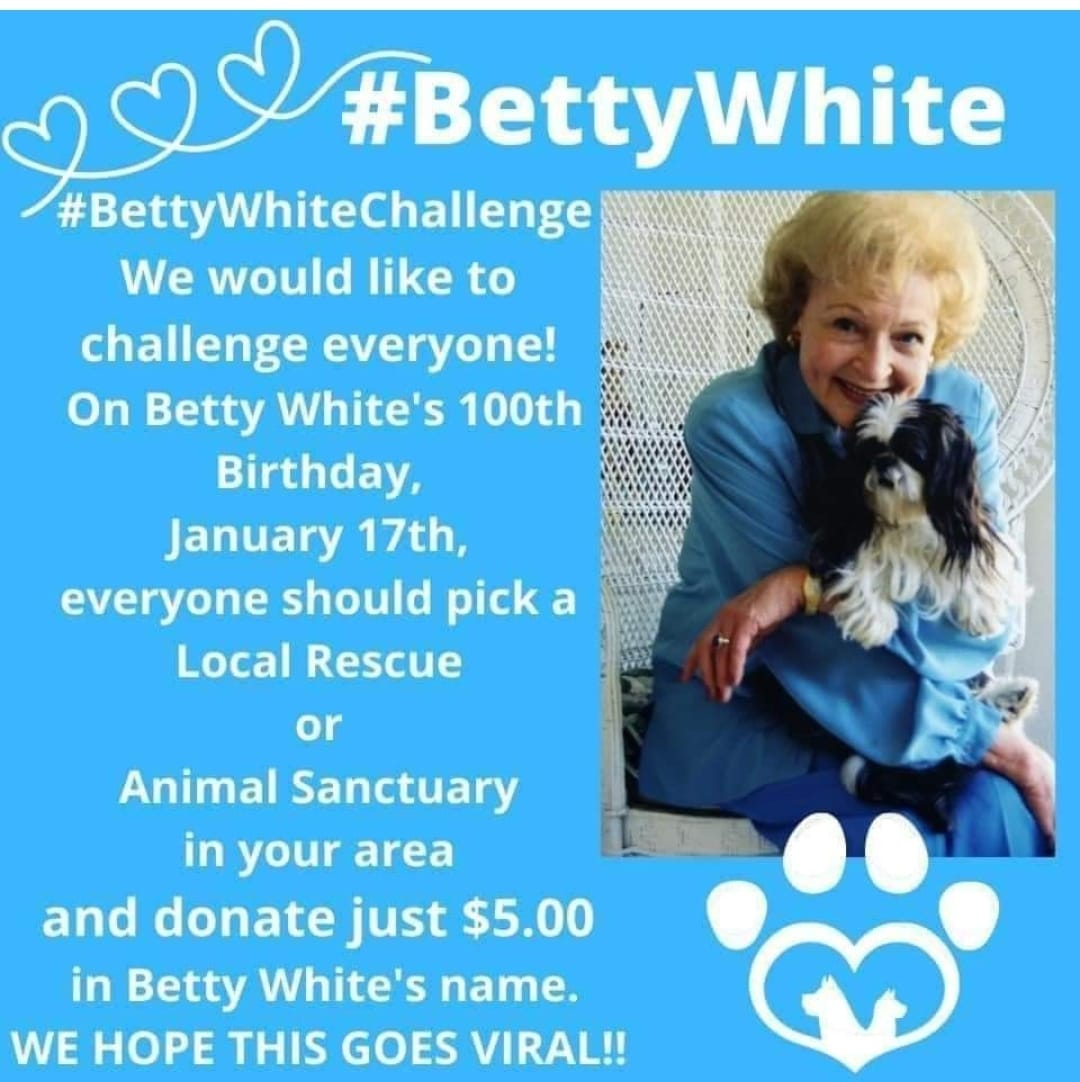 #BettyWhite
#BettyWhiteChallenge
We would like to
challenge everyone!
On Betty White's 100th
Birthday,
January 17th,
everyone should pick a
Local Rescue
or
Animal Sanctuary
in your area
and donate just $5.00
in Betty White's name.
WE HOPE THIS GOES VIRAL!!